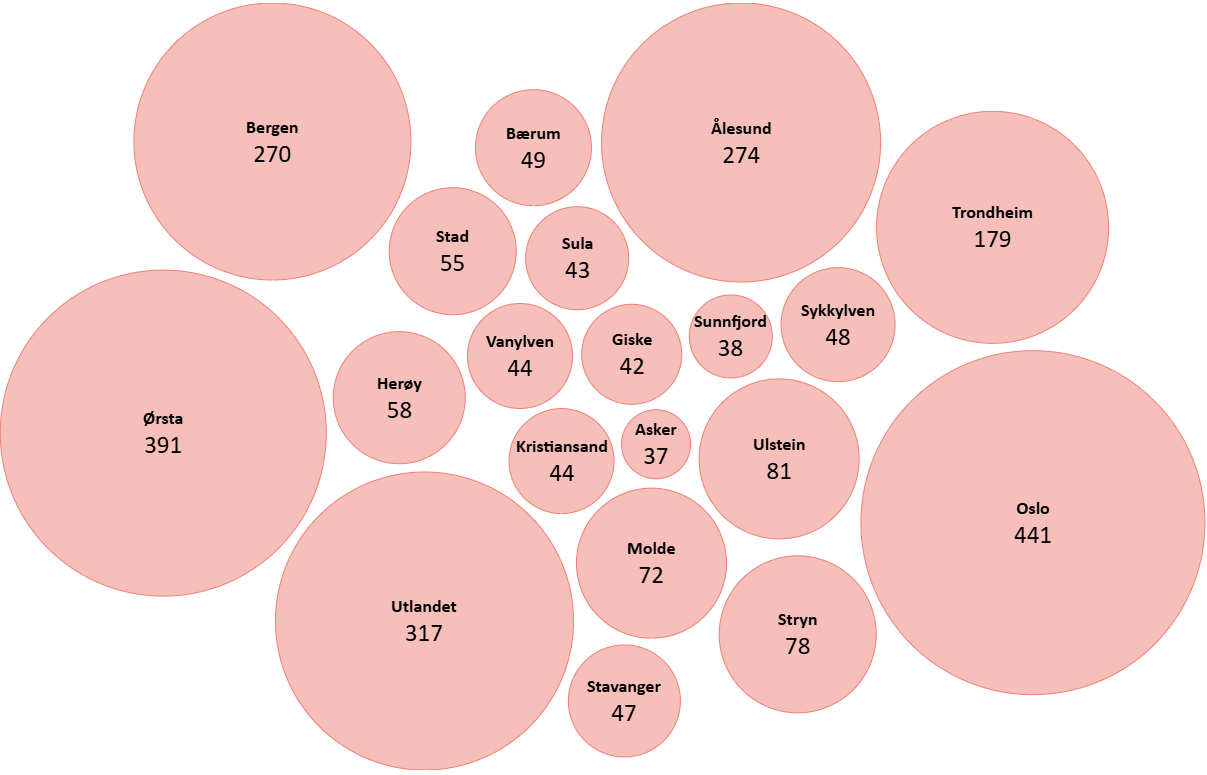 Bergen
270
Bærum
49
Ålesund
274
Trondheim
179
Stad
55
Sula
43
Sunnfjord
38
Sykkylven
48
Vanylven
44
Giske
42
Herøy
58
Ørsta
391
Kristiansand
44
Asker
37
Ulstein
81
Oslo
441
Molde
72
Utlandet
317
Stryn
78
Stavanger
47